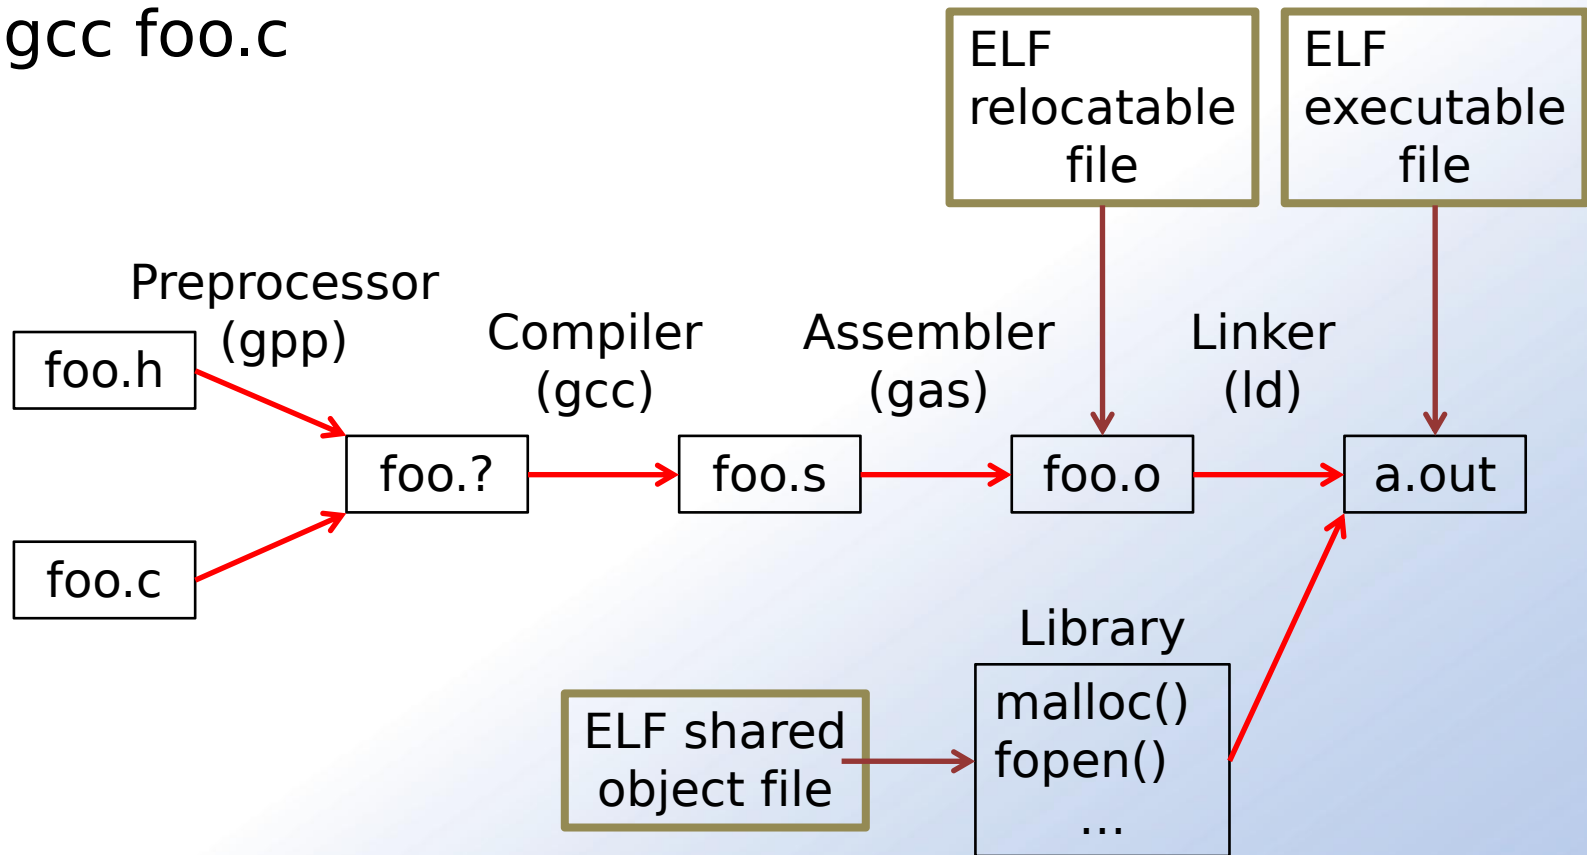 gcc foo.c
ELF
relocatable
file
ELF
executable
file
Preprocessor
(gpp)
Compiler
(gcc)
Assembler
(gas)
Linker
(ld)
foo.h
foo.c
foo.?
foo.s
foo.o
a.out
Library
malloc()
fopen()
...
ELF shared
object file